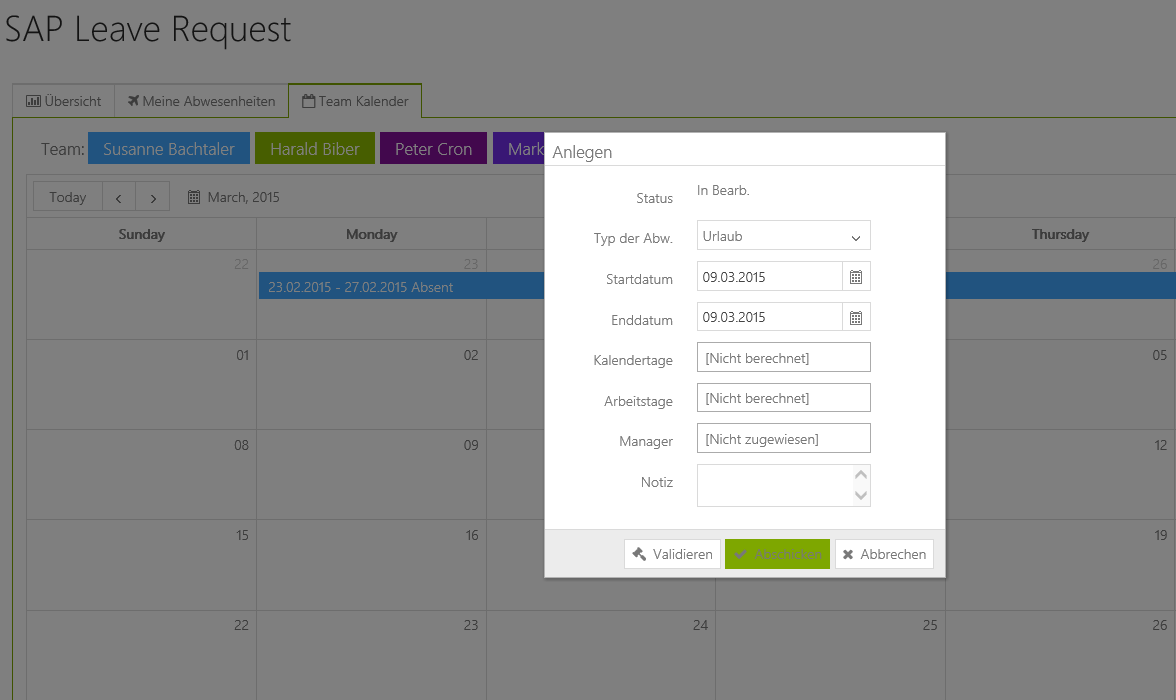 SAP Leave Request
Übersicht Meine Abwesenheiten Team Kalender
Team: Susanne Bachtaler Harald Biber Peter Cron Mark
Today < > March, 2015
Sunday Monday Thursday
22 23 26
23.02.2015 - 27.02.2015 Absent
01 02 05
08 09 12
15 16 19
22 23 24 25 26
Anlegen
Status In Bearb.
Typ der Abw. Urlaub
Startdatum 09.03.2015
Enddatum 09.03.2015
Kalendertage [Nicht berechnet]
Arbeitstage [Nicht berechnet]
Manager [Nicht zugewiesen]
Notiz
Validieren Abschicken Abbrechen